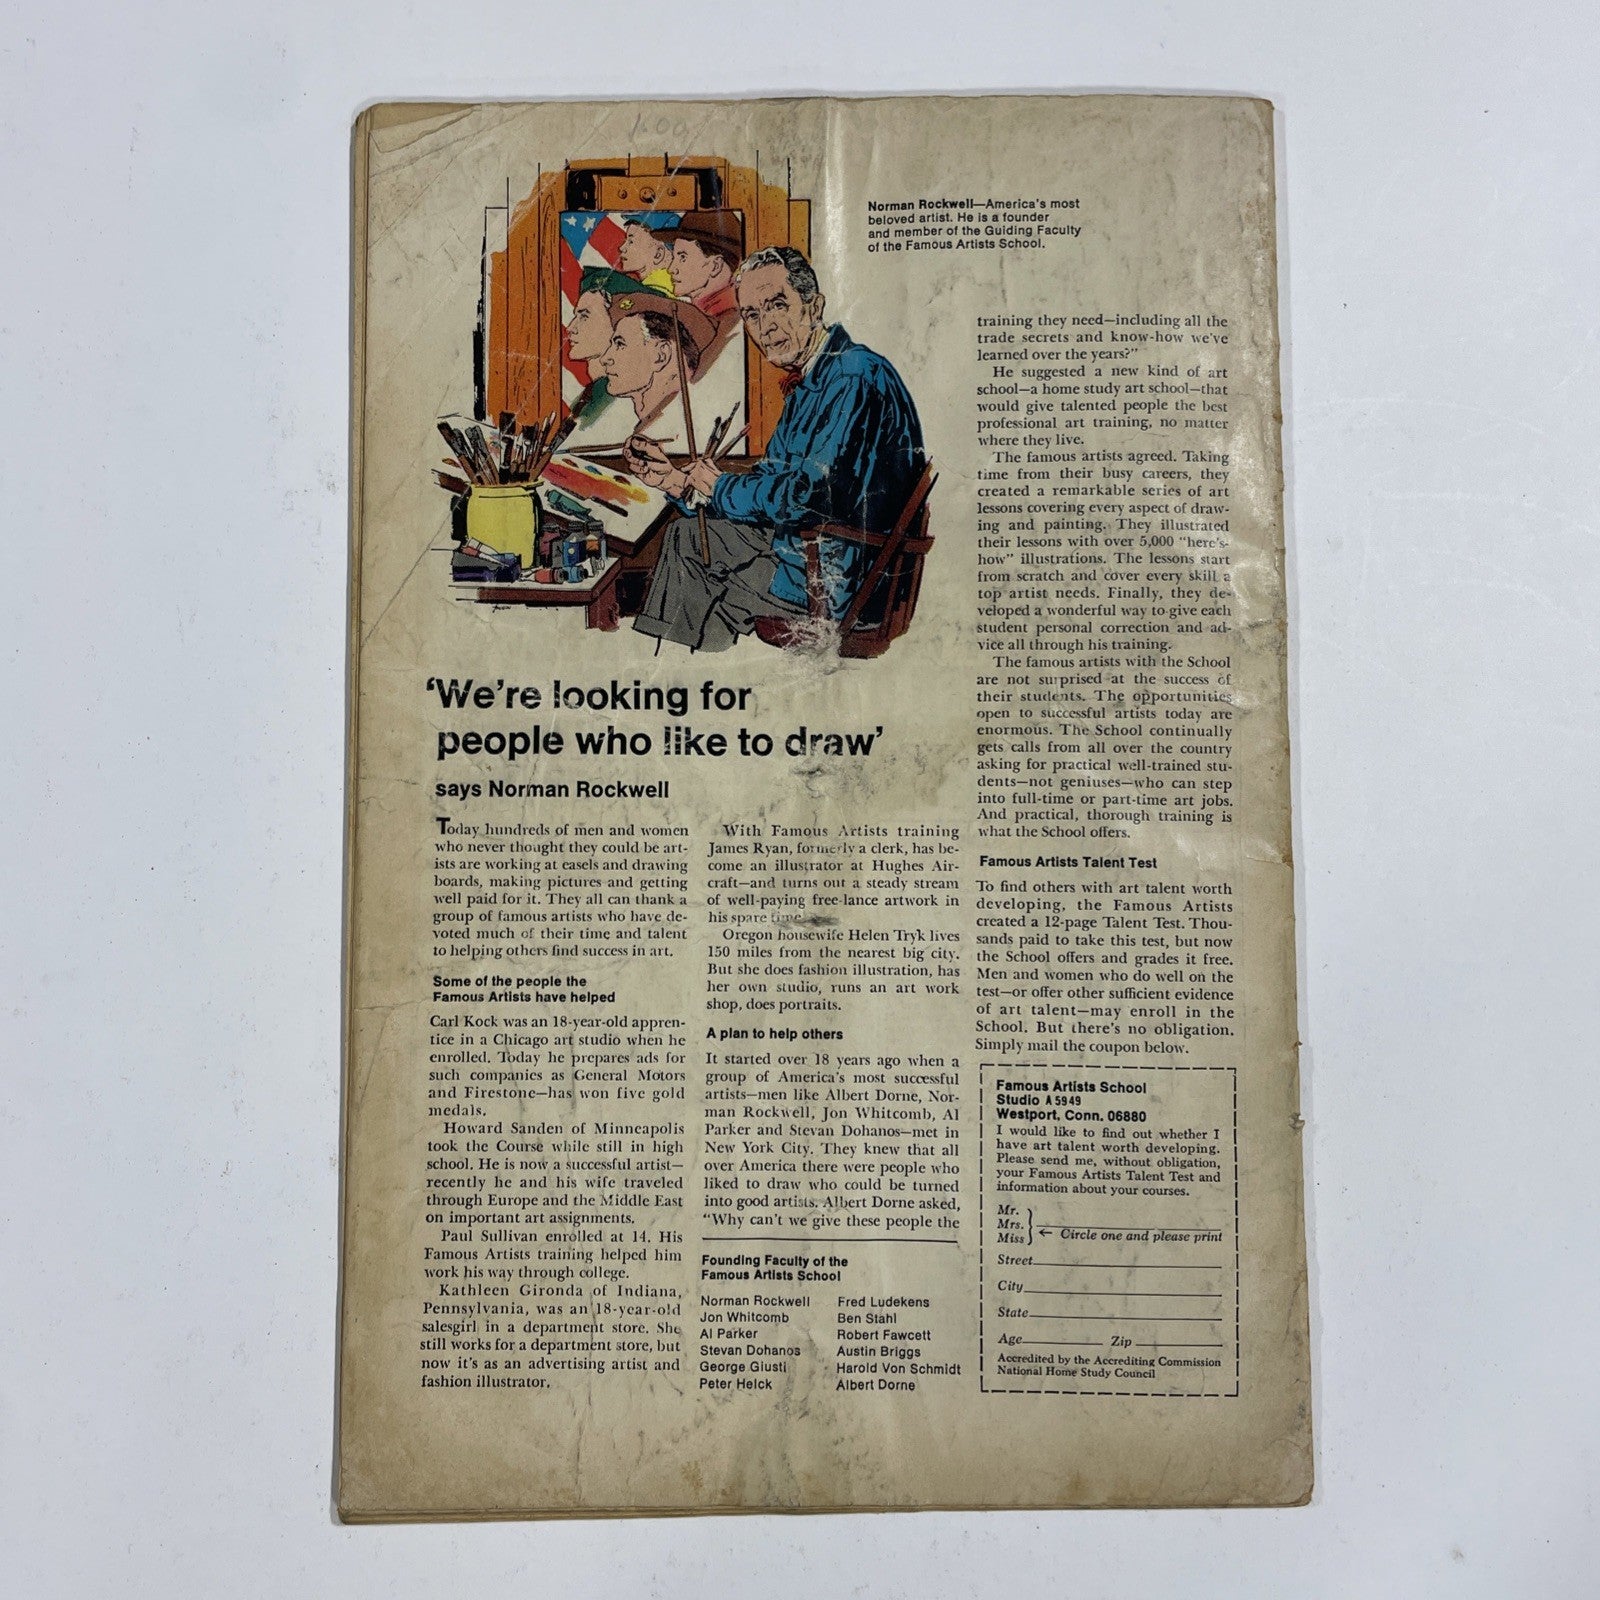 1.00
Norman Rockwell—America's most
beloved artist. He is a founder
and member of the Guiding Faculty
of the Famous Artists School.
'We're looking for
people who like to draw'
says Norman Rockwell
Today hundreds of men and women
who never thought they could be art-
ists are working at easels and drawing
boards, making pictures and getting
well paid for it. They all can thank a
group of famous artists who have de-
voted much of their time and talent
to helping others find success in art.
Some of the people the
Famous Artists have helped
Carl Kock was an 18-year-old appren-
tice in a Chicago art studio when he
enrolled. Today he prepares ads for
such companies as General Motors
and Firestone—has won five gold
medals.
Howard Sanden of Minneapolis
took the Course while still in high
school. He is now a successful artist—
recently he and his wife traveled
through Europe and the Middle East
on important art assignments.
Paul Sullivan enrolled at 14. His
Famous Artists training helped him
work his way through college.
Kathleen Gironda of Indiana,
Pennsylvania, was an 18-year-old
salesgirl in a department store. She
still works for a department store, but
now it's as an advertising artist and
fashion illustrator.
With Famous Artists training
James Ryan, formerly a clerk, has be-
come an illustrator at Hughes Air-
craft—and turns out a steady stream
of well-paying free-lance artwork in
his spare time.
Oregon housewife Helen Tryk lives
150 miles from the nearest big city.
But she does fashion illustration, has
her own studio, runs an art work
shop, does portraits.
A plan to help others
It started over 18 years ago when a
group of America's most successful
artists—men like Albert Dorne, Nor-
man Rockwell, Jon Whitcomb, Al
Parker and Stevan Dohanos—met in
New York City. They knew that all
over America there were people who
liked to draw who could be turned
into good artists. Albert Dorne asked,
"Why can't we give these people the
Founding Faculty of the
Famous Artists School
Norman Rockwell
Jon Whitcomb
Al Parker
Stevan Dohanos
George Giusti
Peter Helck
Fred Ludekens
Ben Stahl
Robert Fawcett
Austin Briggs
Harold Von Schmidt
Albert Dorne
training they need—including all the
trade secrets and know-how we've
learned over the years?"
He suggested a new kind of art
school—a home study art school—that
would give talented people the best
professional art training, no matter
where they live.
The famous artists agreed. Taking
time from their busy careers, they
created a remarkable series of art
lessons covering every aspect of draw-
ing and painting. They illustrated
their lessons with over 5,000 "here's-
how" illustrations. The lessons start
from scratch and cover every skill a
top artist needs. Finally, they de-
veloped a wonderful way to give each
student personal correction and ad-
vice all through his training.
The famous artists with the School
are not surprised at the success of
their students. The opportunities
open to successful artists today are
enormous. The School continually
gets calls from all over the country
asking for practical well-trained stu-
dents—not geniuses—who can step
into full-time or part-time art jobs.
And practical, thorough training is
what the School offers.
Famous Artists Talent Test
To find others with art talent worth
developing, the Famous Artists
created a 12-page Talent Test. Thou-
sands paid to take this test, but now
the School offers and grades it free.
Men and women who do well on the
test—or offer other sufficient evidence
of art talent—may enroll in the
School. But there's no obligation.
Simply mail the coupon below.
Famous Artists School
Studio A5949
Westport, Conn. 06880
I would like to find out whether I
have art talent worth developing.
Please send me, without obligation,
your Famous Artists Talent Test and
information about your courses.
Mr.
Mrs.
Miss
← Circle one and please print
Street
City
State
Age Zip
Accredited by the Accrediting Commission
National Home Study Council